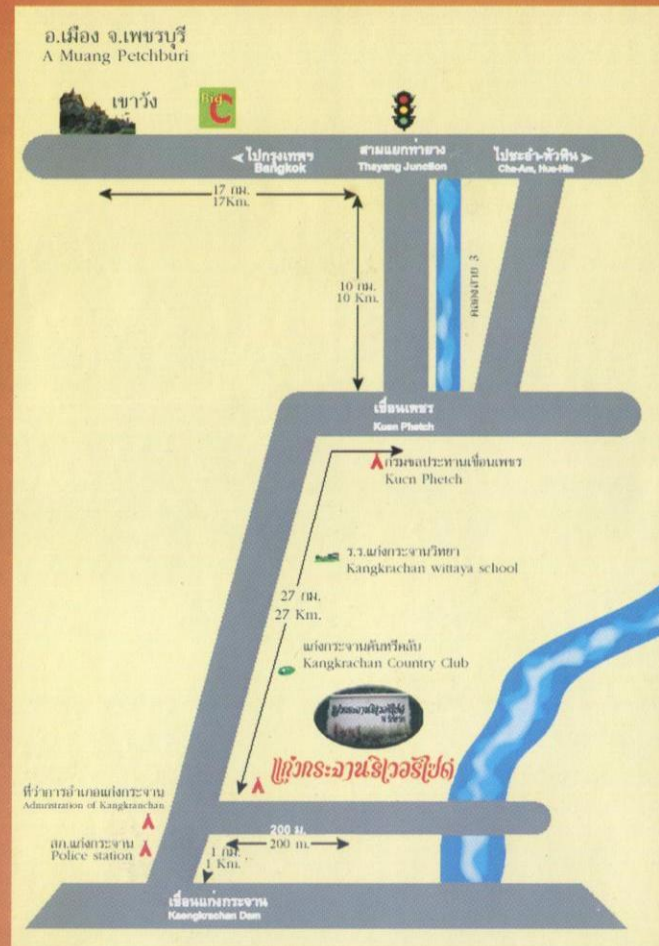 อ.เมือง จ.เพชรบุรี
A Muang Petchburi
เขาวัง
Big
C
◄ ไปกรุงเทพฯ
Bangkok
สามแยกท่ายาง
Thayang Junction
ไปชะอำ-หัวหิน ►
Cha-Am, Hua-Hin
17 กม.
17Km.
10 กม.
10 Km.
คลองสาย 3
เขื่อนเพชร
Kuen Phetch
กรมชลประทานเขื่อนเพชร
Kuen Phetch
ร.ร.แก่งกระจานวิทยา
Kangkrachan wittaya school
27 กม.
27 Km.
แก่งกระจานคันทรีคลับ
Kangkrachan Country Club
แก่งกระจานริเวอร์ไซด์
ที่ว่าการอำเภอแก่งกระจาน
Admristration of Kangkranchan
สภ.แก่งกระจาน
Police station
200 ม.
200 m.
1 กม.
1 Km.
เขื่อนแก่งกระจาน
Kaengkrachan Dam